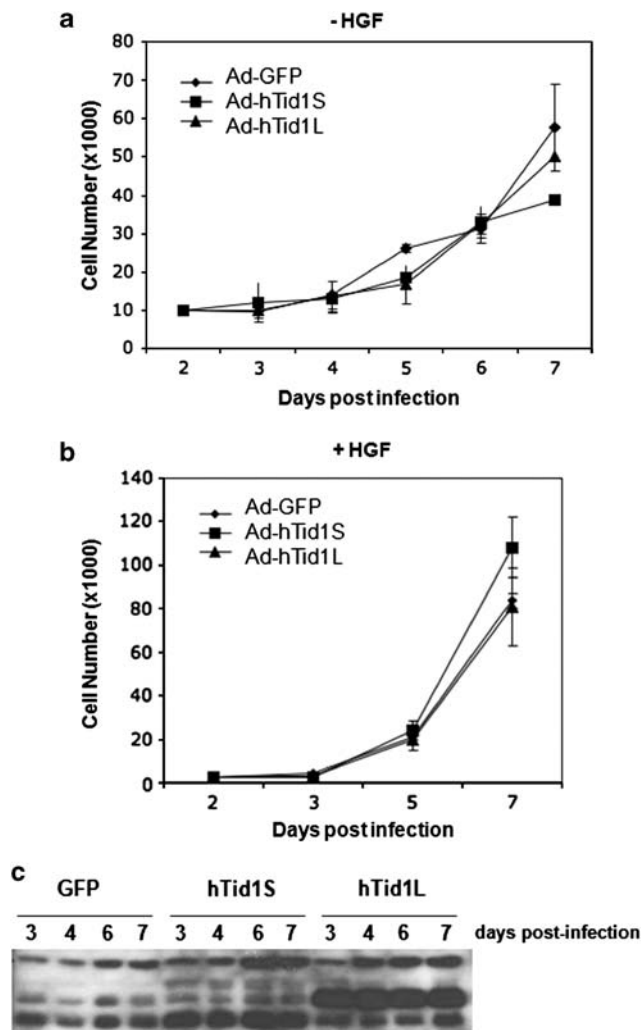 a
- HGF
80
70
60
50
40
30
20
10
0
Cell Number (x1000)
Ad-GFP
Ad-hTid1S
Ad-hTid1L
2 3 4 5 6 7
Days post infection
b
+ HGF
140
120
100
80
60
40
20
0
Cell Number (x1000)
Ad-GFP
Ad-hTid1S
Ad-hTid1L
2 3 5 7
Days post infection
c
GFP hTid1S hTid1L
3 4 6 7 3 4 6 7 3 4 6 7 days post-infection